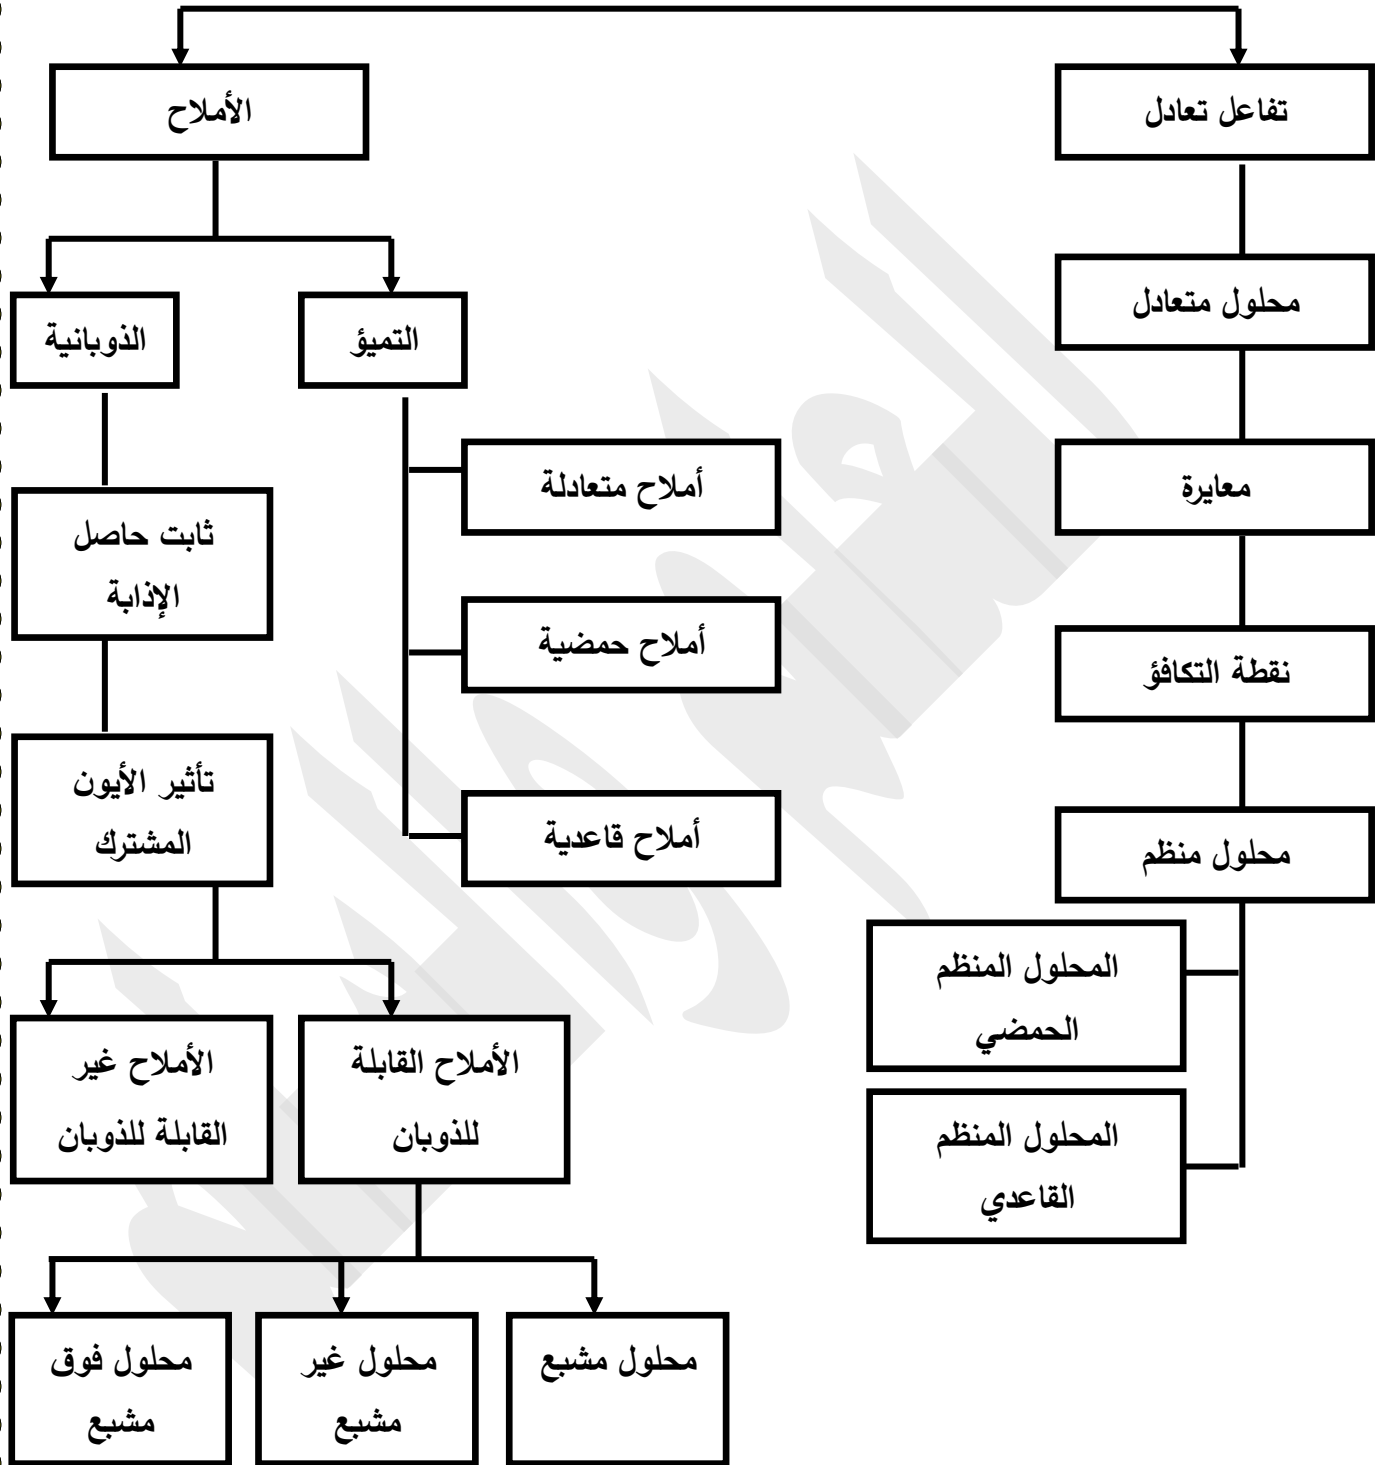 تفاعل تعادل
محلول متعادل
معايرة
نقطة التكافؤ
محلول منظم
المحلول المنظم
الحمضي
المحلول المنظم
القاعدي
الأملاح
التميؤ
أملاح متعادلة
أملاح حمضية
أملاح قاعدية
الذوبانية
ثابت حاصل
الإذابة
تأثير الأيون
المشترك
الأملاح القابلة
للذوبان
الأملاح غير
القابلة للذوبان
محلول مشبع
محلول غير
مشبع
محلول فوق
مشبع